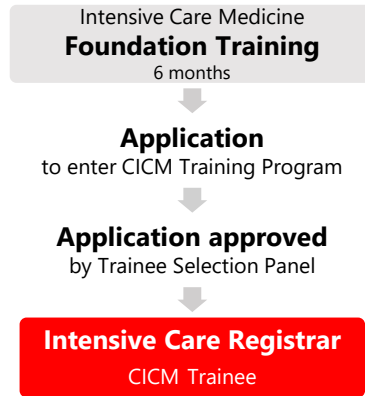 Intensive Care Medicine
Foundation Training
6 months
Application
to enter CICM Training Program
Application approved
by Trainee Selection Panel
Intensive Care Registrar
CICM Trainee